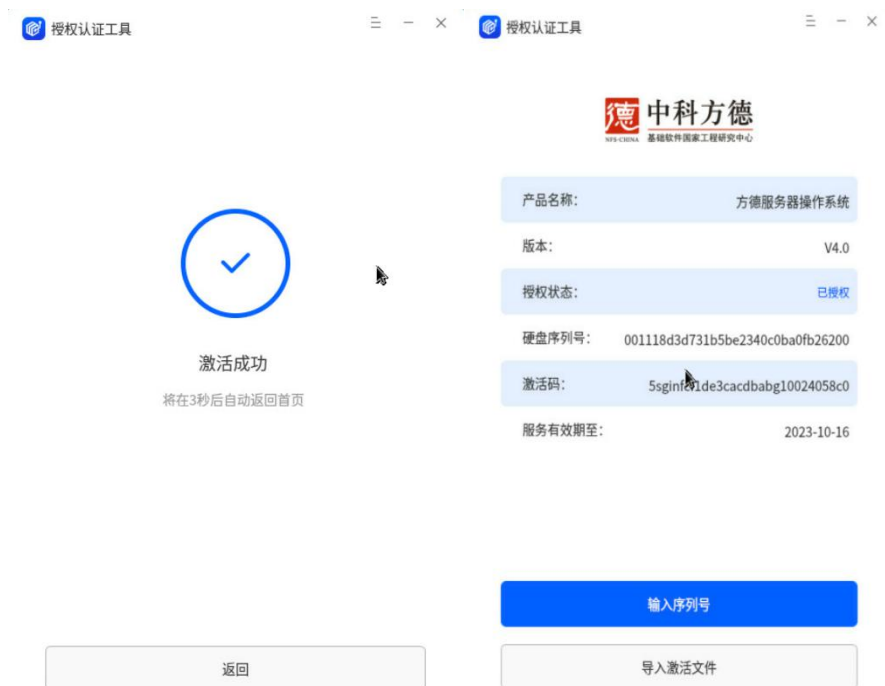 授权认证工具
激活成功
将在3秒后自动返回首页
返回
授权认证工具
德 中科方德
NFS-CHINA 基础软件国家工程研究中心
产品名称: 方德服务器操作系统
版本: V4.0
授权状态: 已授权
硬盘序列号: 001118d3d731b5be2340c0ba0fb26200
激活码:
服务有效期至: 2023-10-16
输入序列号
导入激活文件